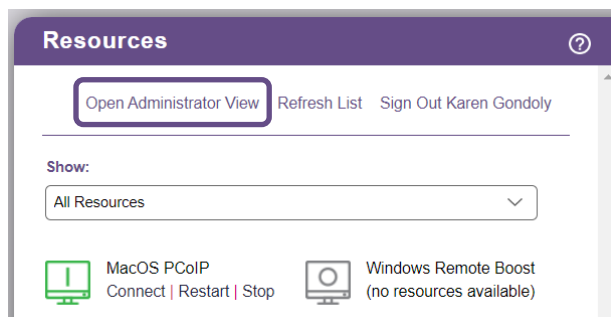 Resources
Open Administrator View Refresh List Sign Out Karen Gondoly
Show:
All Resources
MacOS PCoIP
Connect | Restart | Stop
Windows Remote Boost
(no resources available)